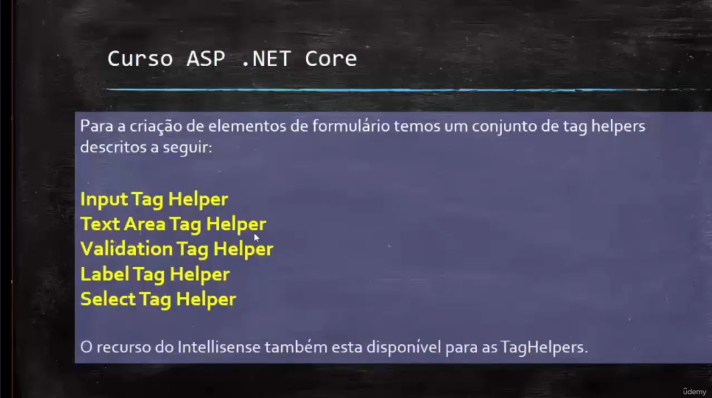 Curso ASP .NET Core
Para a criação de elementos de formulário temos um conjunto de tag helpers
descritos a seguir:
Input Tag Helper
Text Area Tag Helper
Validation Tag Helper
Label Tag Helper
Select Tag Helper
O recurso do Intellisense também esta disponível para as TagHelpers.
ûdemy